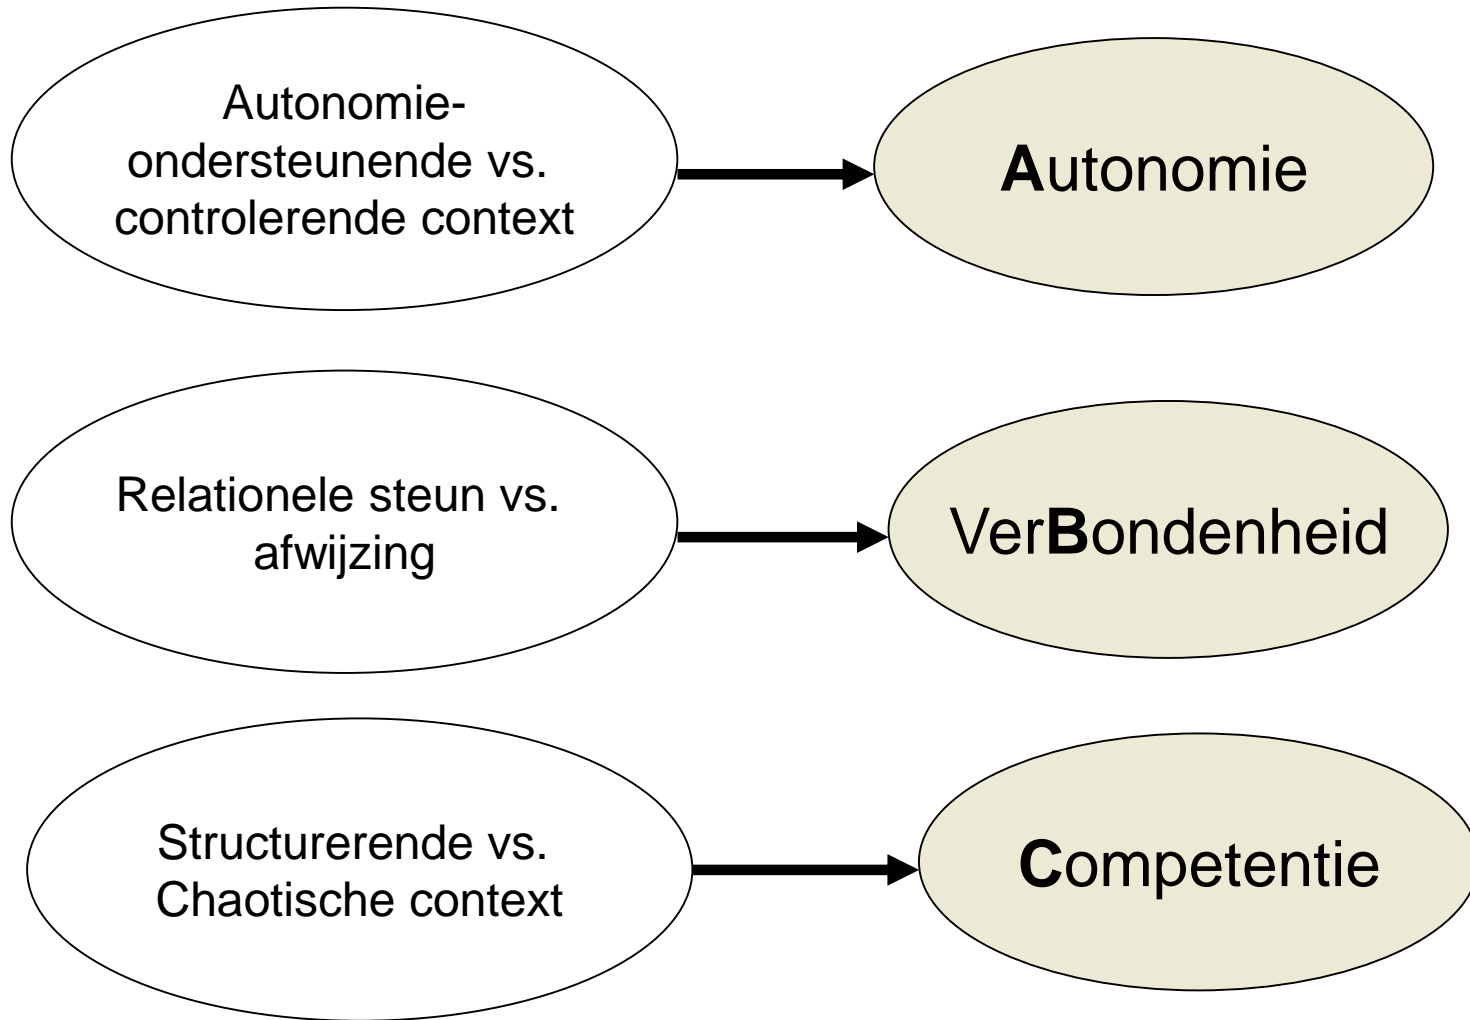 Autonomie-
ondersteunende vs.
controlerende context
Autonomie
Relationele steun vs.
afwijzing
VerBondenheid
Structurerende vs.
Chaotische context
Competentie